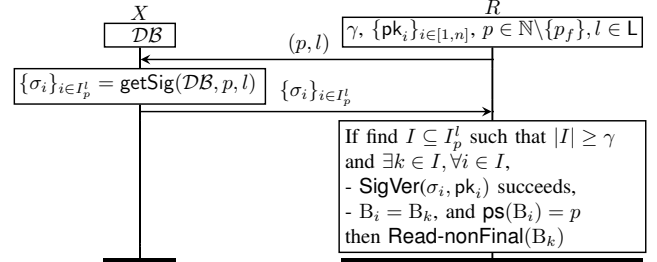 X
R
𝒟ℬ
γ, {pk_i}_{i∈[1,n]}, p ∈ ℕ\{p_f}, l ∈ L
(p, l)
{σ_i}_{i∈I_p^l} = getSig(𝒟ℬ, p, l)
{σ_i}_{i∈I_p^l}
If find I ⊆ I_p^l such that |I| ≥ γ
and ∃k ∈ I, ∀i ∈ I,
- SigVer(σ_i, pk_i) succeeds,
- B_i = B_k, and ps(B_i) = p
then Read-nonFinal(B_k)